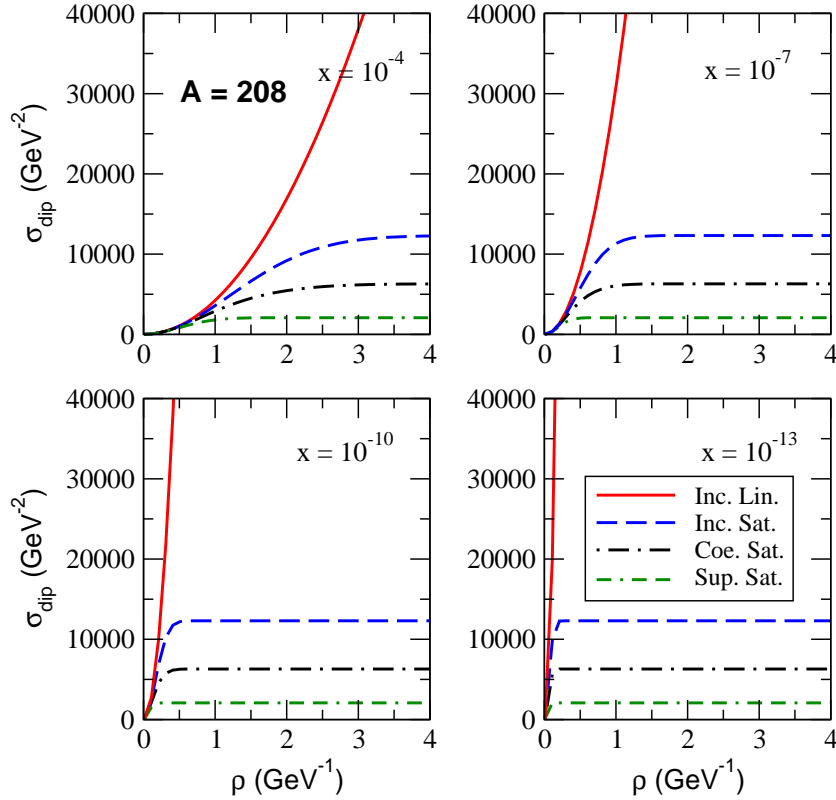 40000
30000
20000
10000
0
0 1 2 3 4
σdip (GeV-2)
A = 208
x = 10-4
40000
30000
20000
10000
0
0 1 2 3 4
x = 10-7
40000
30000
20000
10000
0
0 1 2 3 4
σdip (GeV-2)
ρ (GeV-1)
x = 10-10
40000
30000
20000
10000
0
0 1 2 3 4
ρ (GeV-1)
x = 10-13
Inc. Lin.
Inc. Sat.
Coe. Sat.
Sup. Sat.